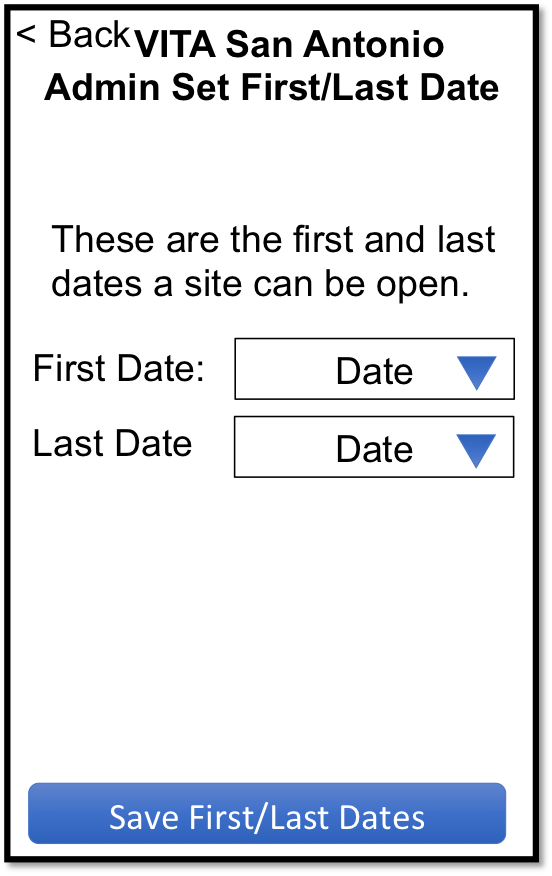 < Back VITA San Antonio
Admin Set First/Last Date
These are the first and last
dates a site can be open.
First Date: Date
Last Date Date
Save First/Last Dates